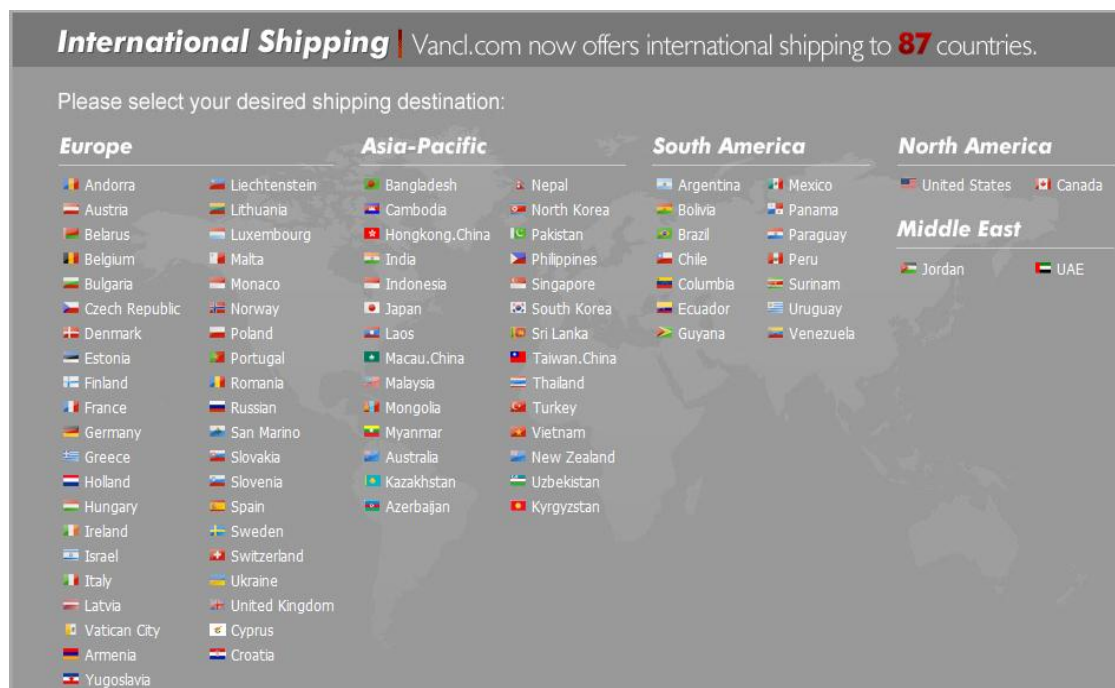 International Shipping | Vancl.com now offers international shipping to 87 countries.
Please select your desired shipping destination:
Europe
Andorra
Austria
Belarus
Belgium
Bulgaria
Czech Republic
Denmark
Estonia
Finland
France
Germany
Greece
Holland
Hungary
Ireland
Israel
Italy
Latvia
Vatican City
Armenia
Yugoslavia
Liechtenstein
Lithuania
Luxembourg
Malta
Monaco
Norway
Poland
Portugal
Romania
Russian
San Marino
Slovakia
Slovenia
Spain
Sweden
Switzerland
Ukraine
United Kingdom
Cyprus
Croatia
Asia-Pacific
Bangladesh
Cambodia
Hongkong.China
India
Indonesia
Japan
Laos
Macau.China
Malaysia
Mongolia
Myanmar
Australia
Kazakhstan
Azerbaijan
Nepal
North Korea
Pakistan
Philippines
Singapore
South Korea
Sri Lanka
Taiwan.China
Thailand
Turkey
Vietnam
New Zealand
Uzbekistan
Kyrgyzstan
South America
Argentina
Bolivia
Brazil
Chile
Columbia
Ecuador
Guyana
Mexico
Panama
Paraguay
Peru
Surinam
Uruguay
Venezuela
North America
United States
Canada
Middle East
Jordan
UAE